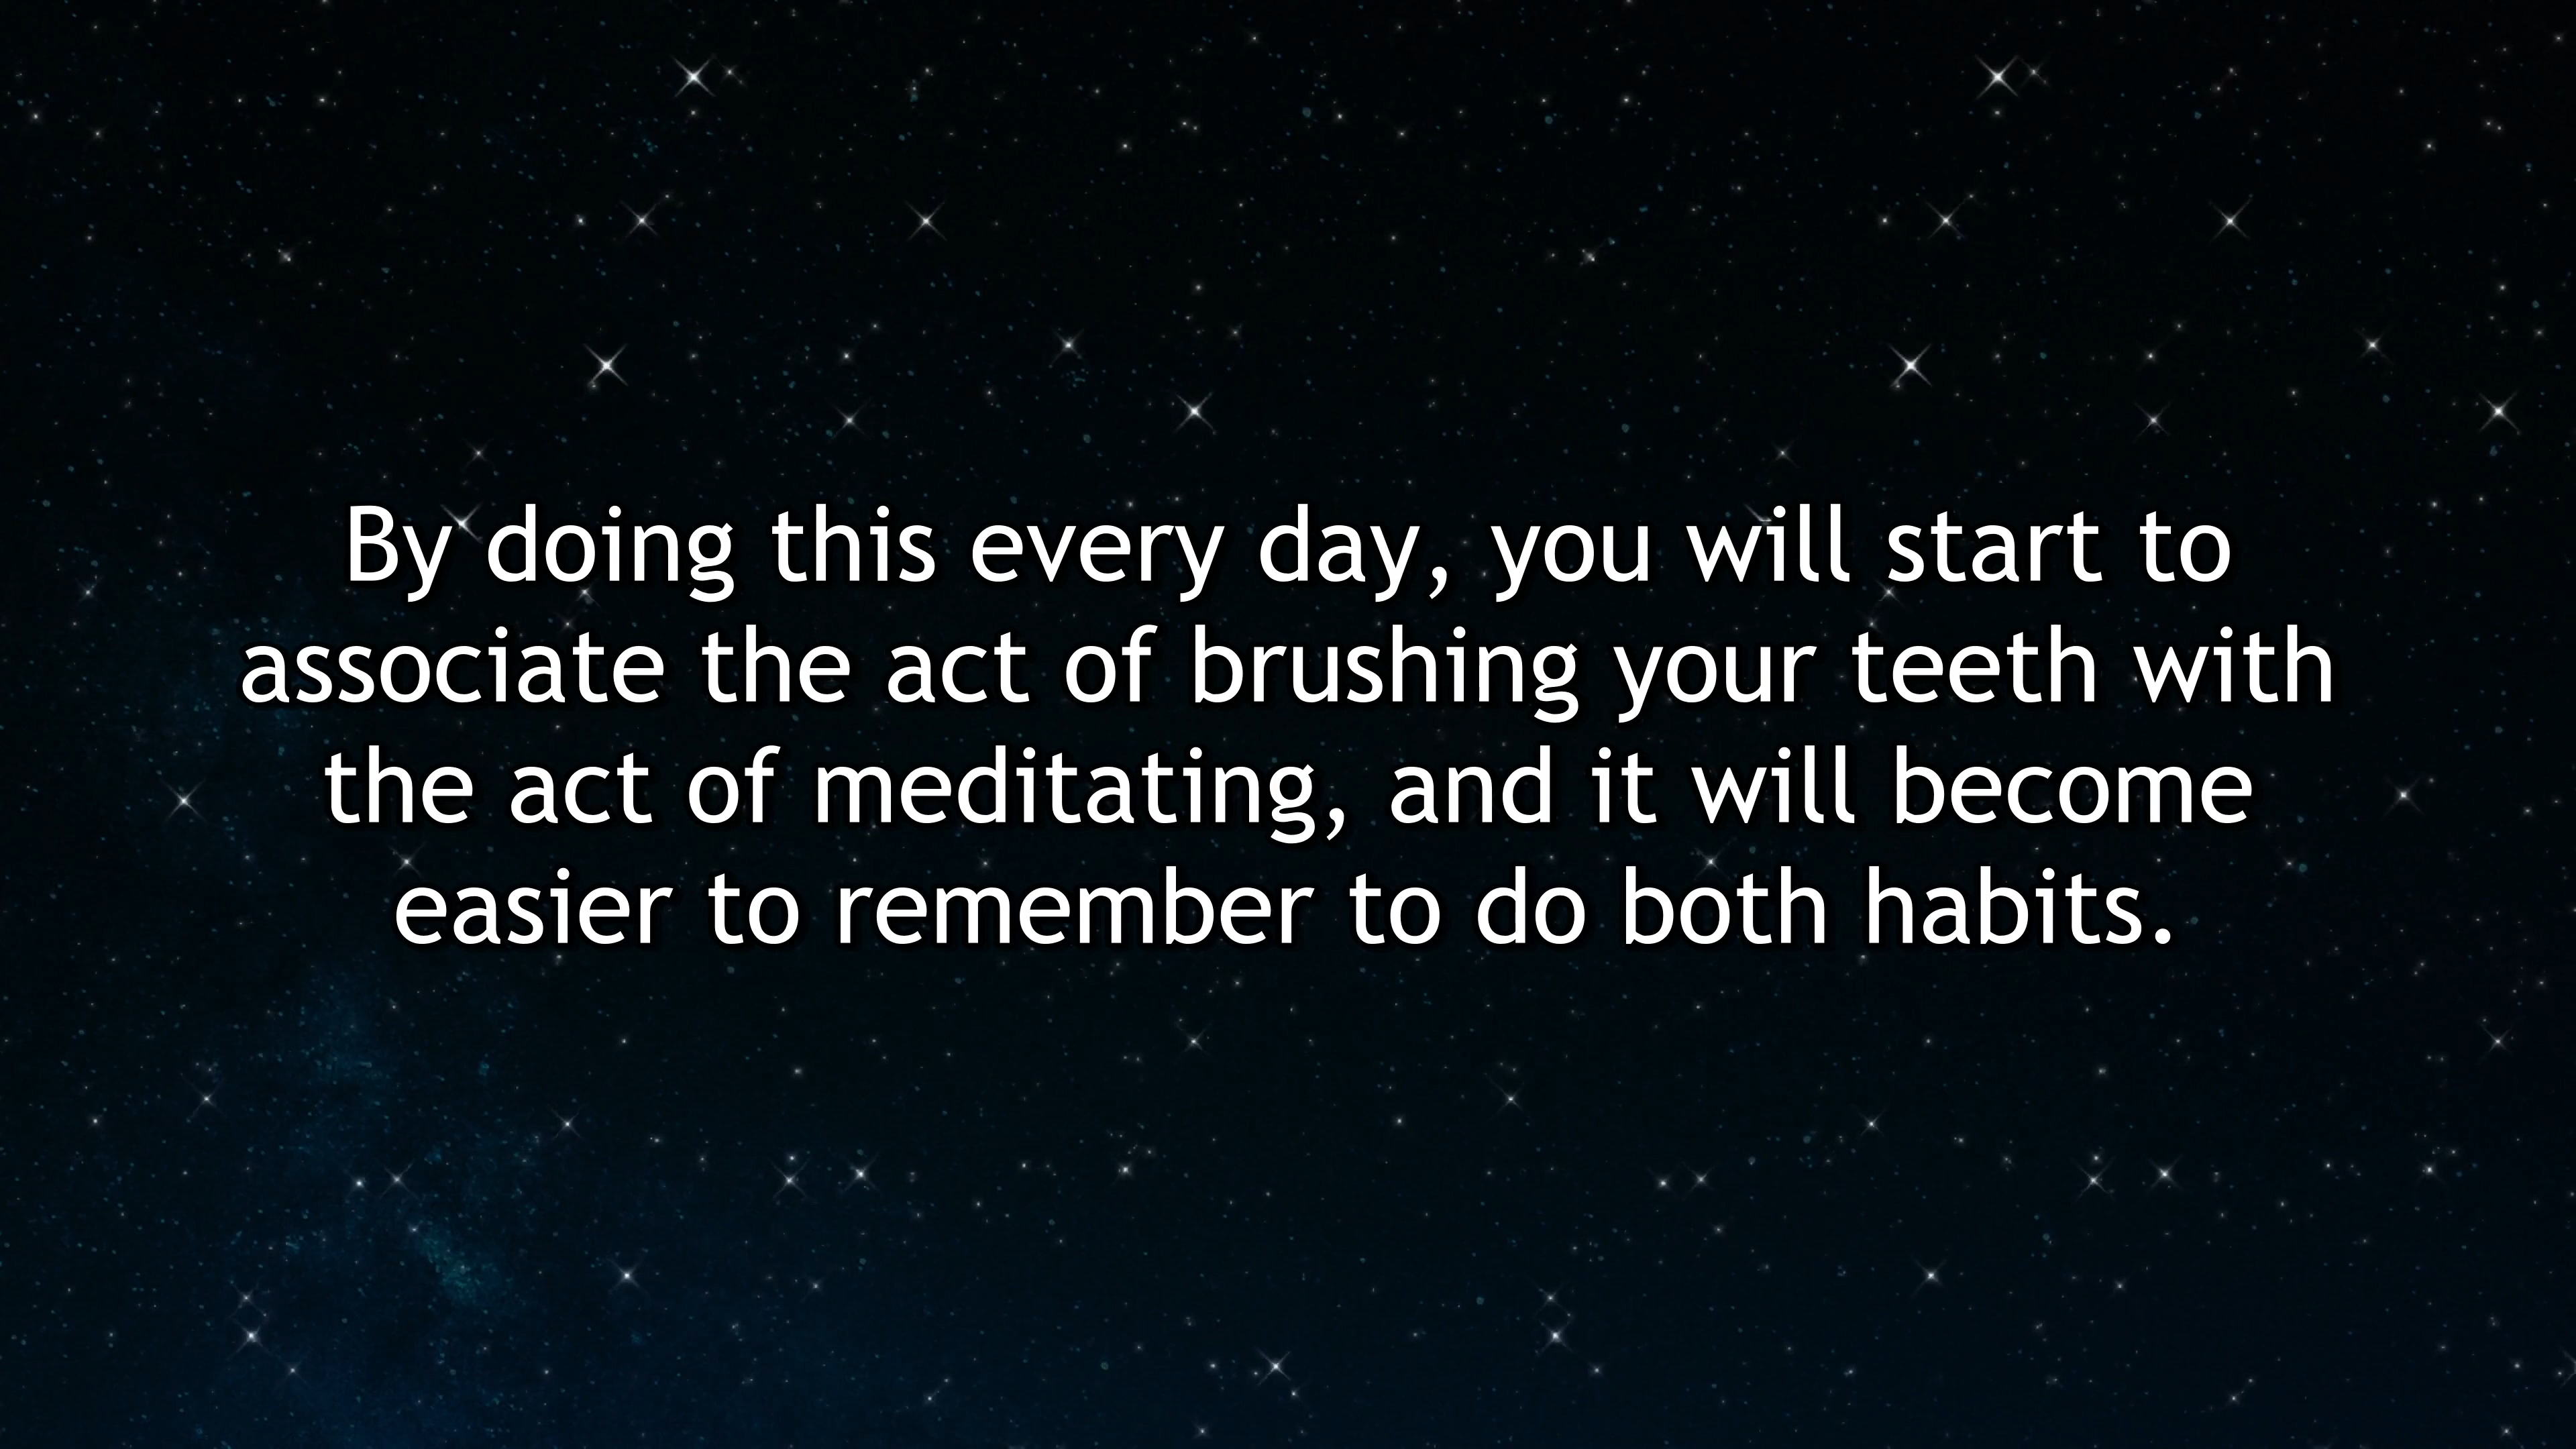 By doing this every day, you will start to
associate the act of brushing your teeth with
the act of meditating, and it will become
easier to remember to do both habits.